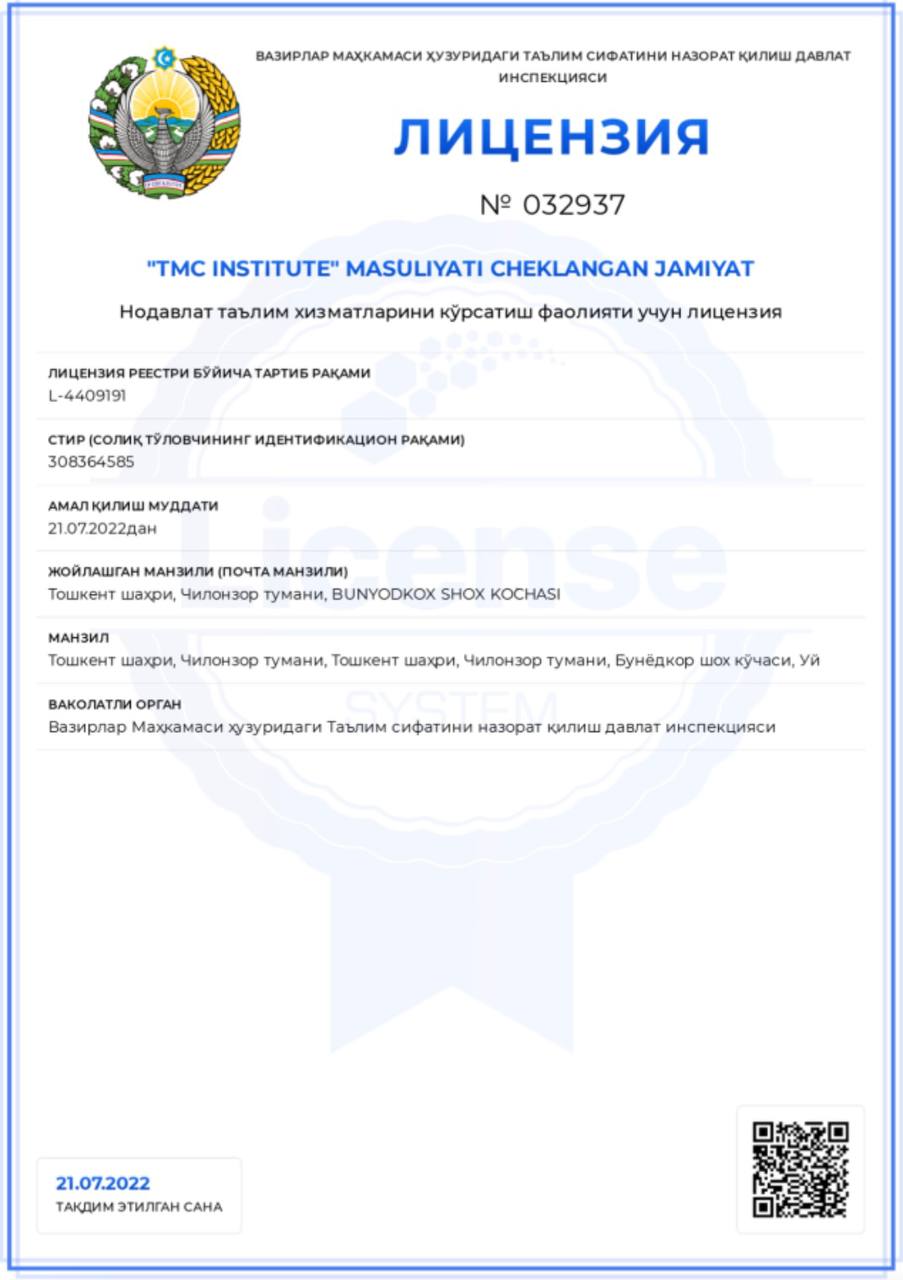 ВАЗИРЛАР МАҲКАМАСИ ҲУЗУРИДАГИ ТАЪЛИМ СИФАТИНИ НАЗОРАТ ҚИЛИШ ДАВЛАТ
ИНСПЕКЦИЯСИ
ЛИЦЕНЗИЯ
№ 032937
"TMC INSTITUTE" MASULIYATI CHEKLANGAN JAMIYAT
Нодавлат таълим хизматларини кўрсатиш фаолияти учун лицензия
ЛИЦЕНЗИЯ РЕЕСТРИ БЎЙИЧА ТАРТИБ РАҚАМИ
L-4409191
СТИР (СОЛИҚ ТЎЛОВЧИНИНГ ИДЕНТИФИКАЦИОН РАҚАМИ)
308364585
АМАЛ ҚИЛИШ МУДДАТИ
21.07.2022дан
License
ЖОЙЛАШГАН МАНЗИЛИ (ПОЧТА МАНЗИЛИ)
Тошкент шаҳри, Чилонзор тумани, BUNYODKOX SHOX KOCHASI
МАНЗИЛ
Тошкент шаҳри, Чилонзор тумани, Тошкент шаҳри, Чилонзор тумани, Бунёдкор шох кўчаси, Уй
SYSTEM
ВАКОЛАТЛИ ОРГАН
Вазирлар Маҳкамаси ҳузуридаги Таълим сифатини назорат қилиш давлат инспекцияси
21.07.2022
ТАҚДИМ ЭТИЛГАН САНА